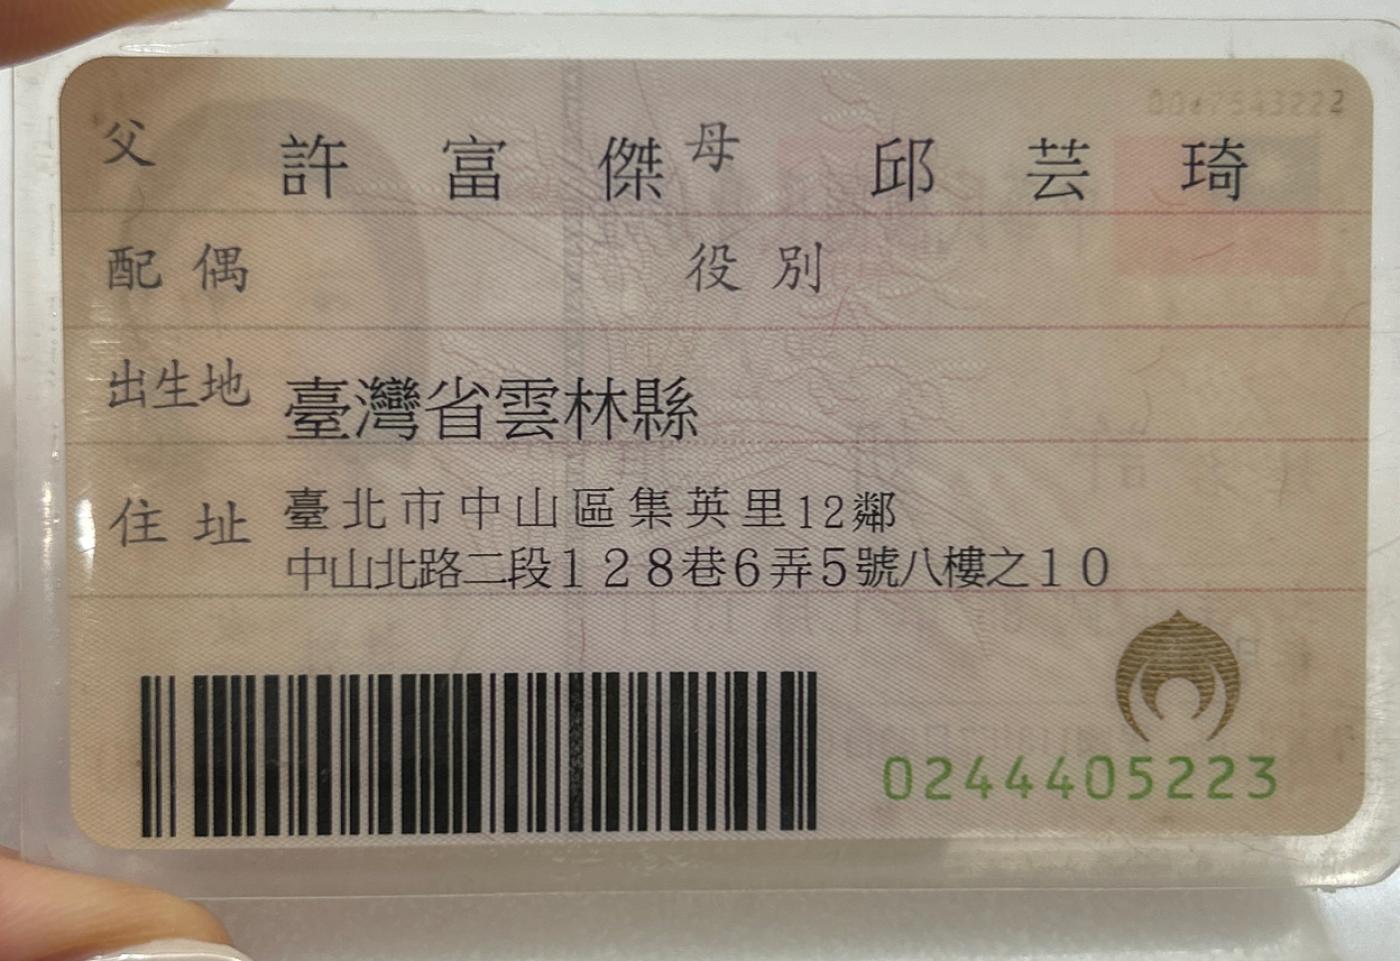 父 許富傑 母 邱芸琦
配偶 役別
出生地 臺灣省雲林縣
住址 臺北市中山區集英里12鄰
中山北路二段128巷6弄5號八樓之10
0244405223